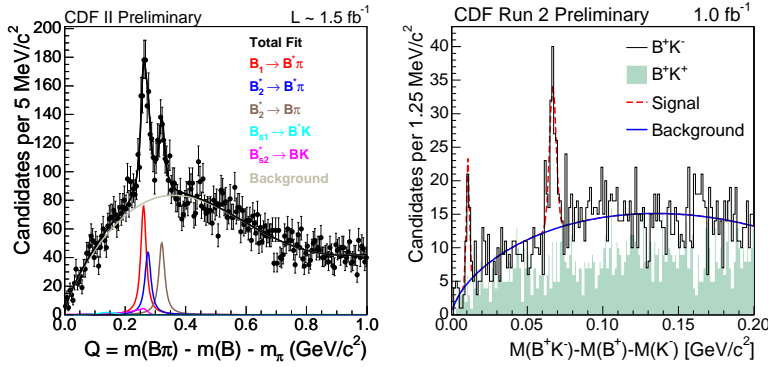 CDF II Preliminary
L ~ 1.5 fb⁻¹
Candidates per 5 MeV/c²
180
160
140
120
100
80
60
40
20
0
0.0
0.2
0.4
0.6
0.8
1.0
Q = m(Bπ) - m(B) - m_π (GeV/c²)
Total Fit
B₁→ B*π
B₂*→ B*π
B₂*→ Bπ
Bₛ₁→ B*K
Bₛ₂*→ BK
Background
CDF Run 2 Preliminary
1.0 fb⁻¹
Candidates per 1.25 MeV/c²
45
40
35
30
25
20
15
10
5
0
0.00
0.05
0.10
0.15
0.20
M(B⁺K⁻)-M(B⁺)-M(K⁻) [GeV/c²]
B⁺K⁻
B⁺K⁺
Signal
Background